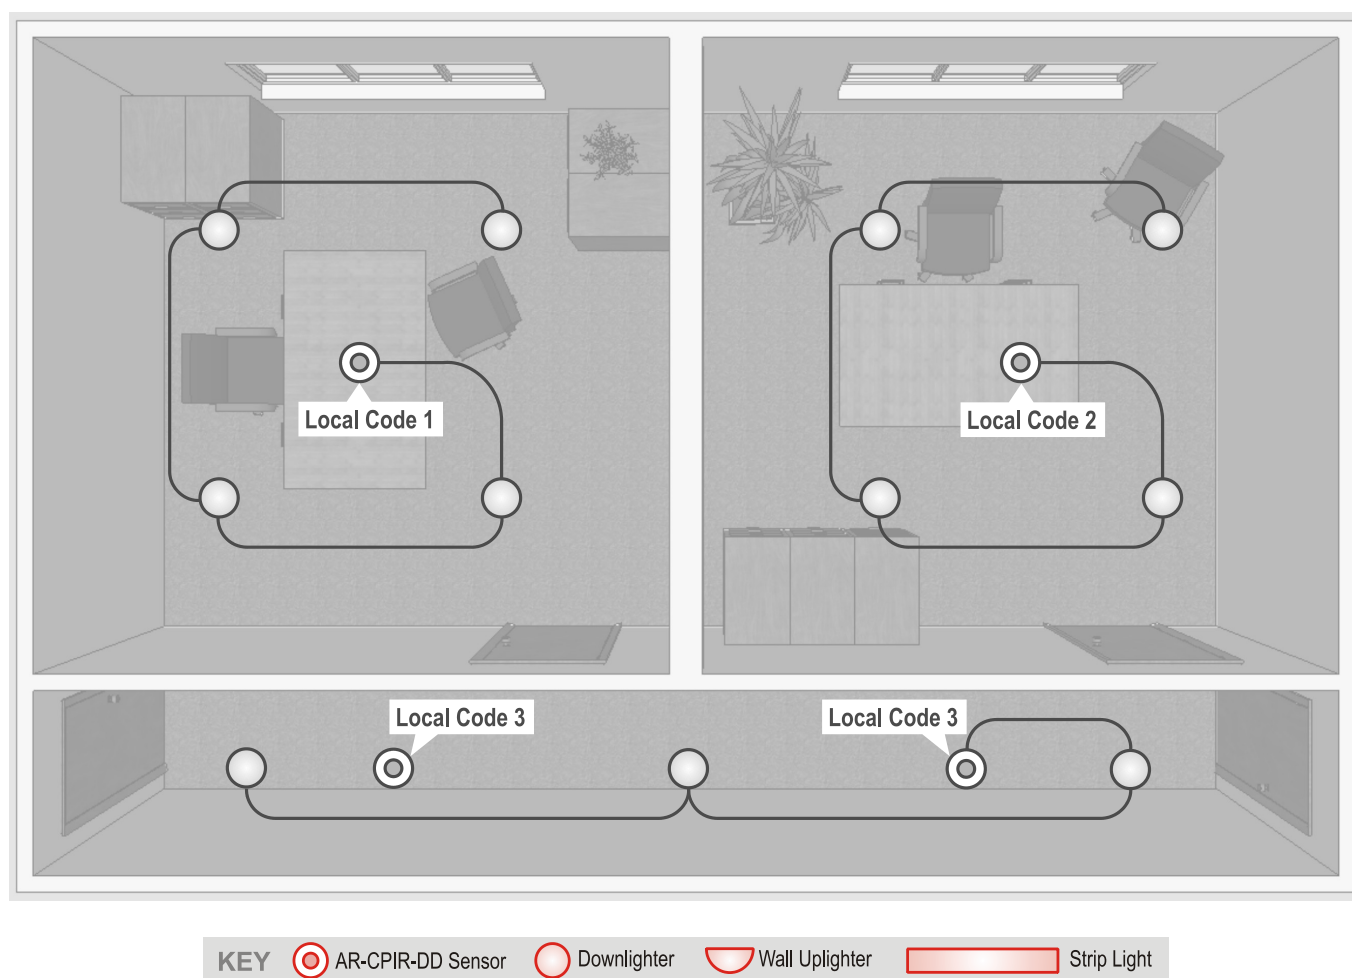 Local Code 1
Local Code 2
Local Code 3
Local Code 3
KEY
AR-CPIR-DD Sensor
Downlighter
Wall Uplighter
Strip Light